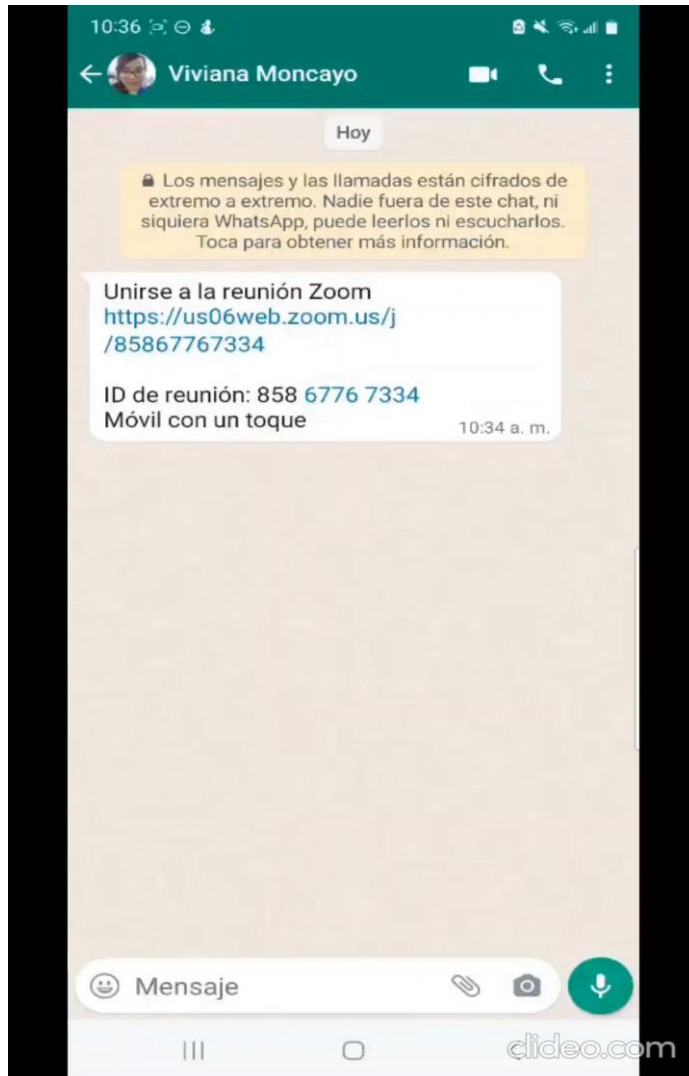 10:36
Viviana Moncayo
Hoy
Los mensajes y las llamadas están cifrados de
extremo a extremo. Nadie fuera de este chat, ni
siquiera WhatsApp, puede leerlos ni escucharlos.
Toca para obtener más información.
Unirse a la reunión Zoom
https://us06web.zoom.us/j
/85867767334
ID de reunión: 858 6776 7334
Móvil con un toque
10:34 a. m.
Mensaje
clideo.com